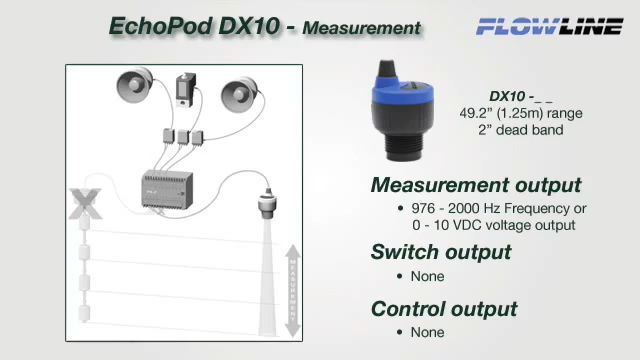 EchoPod DX10 - Measurement
FLOWLINE
DX10 -_ _
49.2" (1.25m) range
2" dead band
Measurement output
• 976 - 2000 Hz Frequency or
0 - 10 VDC voltage output
Switch output
• None
Control output
• None
MEASUREMENT